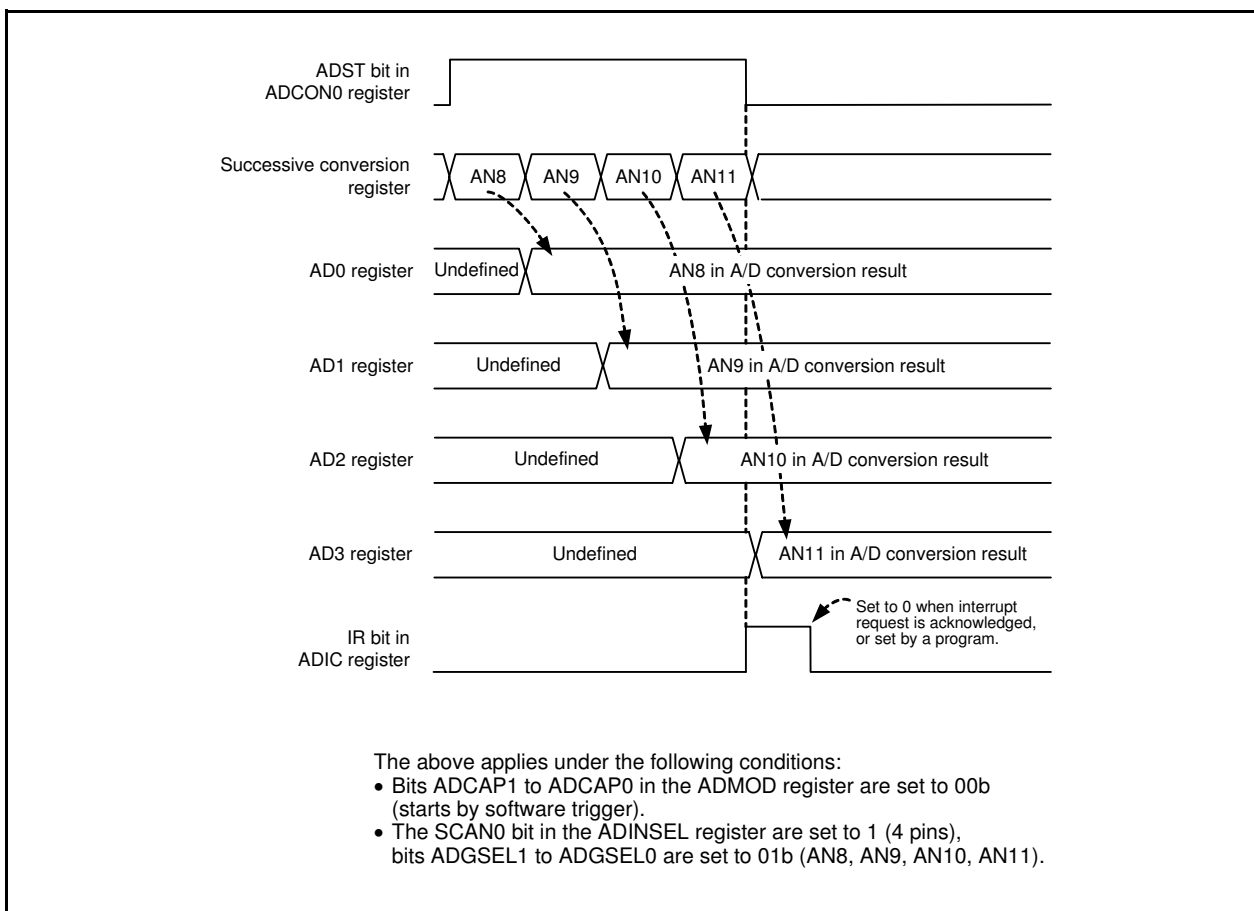 ADST bit in
ADCON0 register
Successive conversion
register
AN8
AN9
AN10
AN11
AD0 register
Undefined
AN8 in A/D conversion result
AD1 register
Undefined
AN9 in A/D conversion result
AD2 register
Undefined
AN10 in A/D conversion result
AD3 register
Undefined
AN11 in A/D conversion result
IR bit in
ADIC register
Set to 0 when interrupt
request is acknowledged,
or set by a program.
The above applies under the following conditions:
• Bits ADCAP1 to ADCAP0 in the ADMOD register are set to 00b
(starts by software trigger).
• The SCAN0 bit in the ADINSEL register are set to 1 (4 pins),
bits ADGSEL1 to ADGSEL0 are set to 01b (AN8, AN9, AN10, AN11).